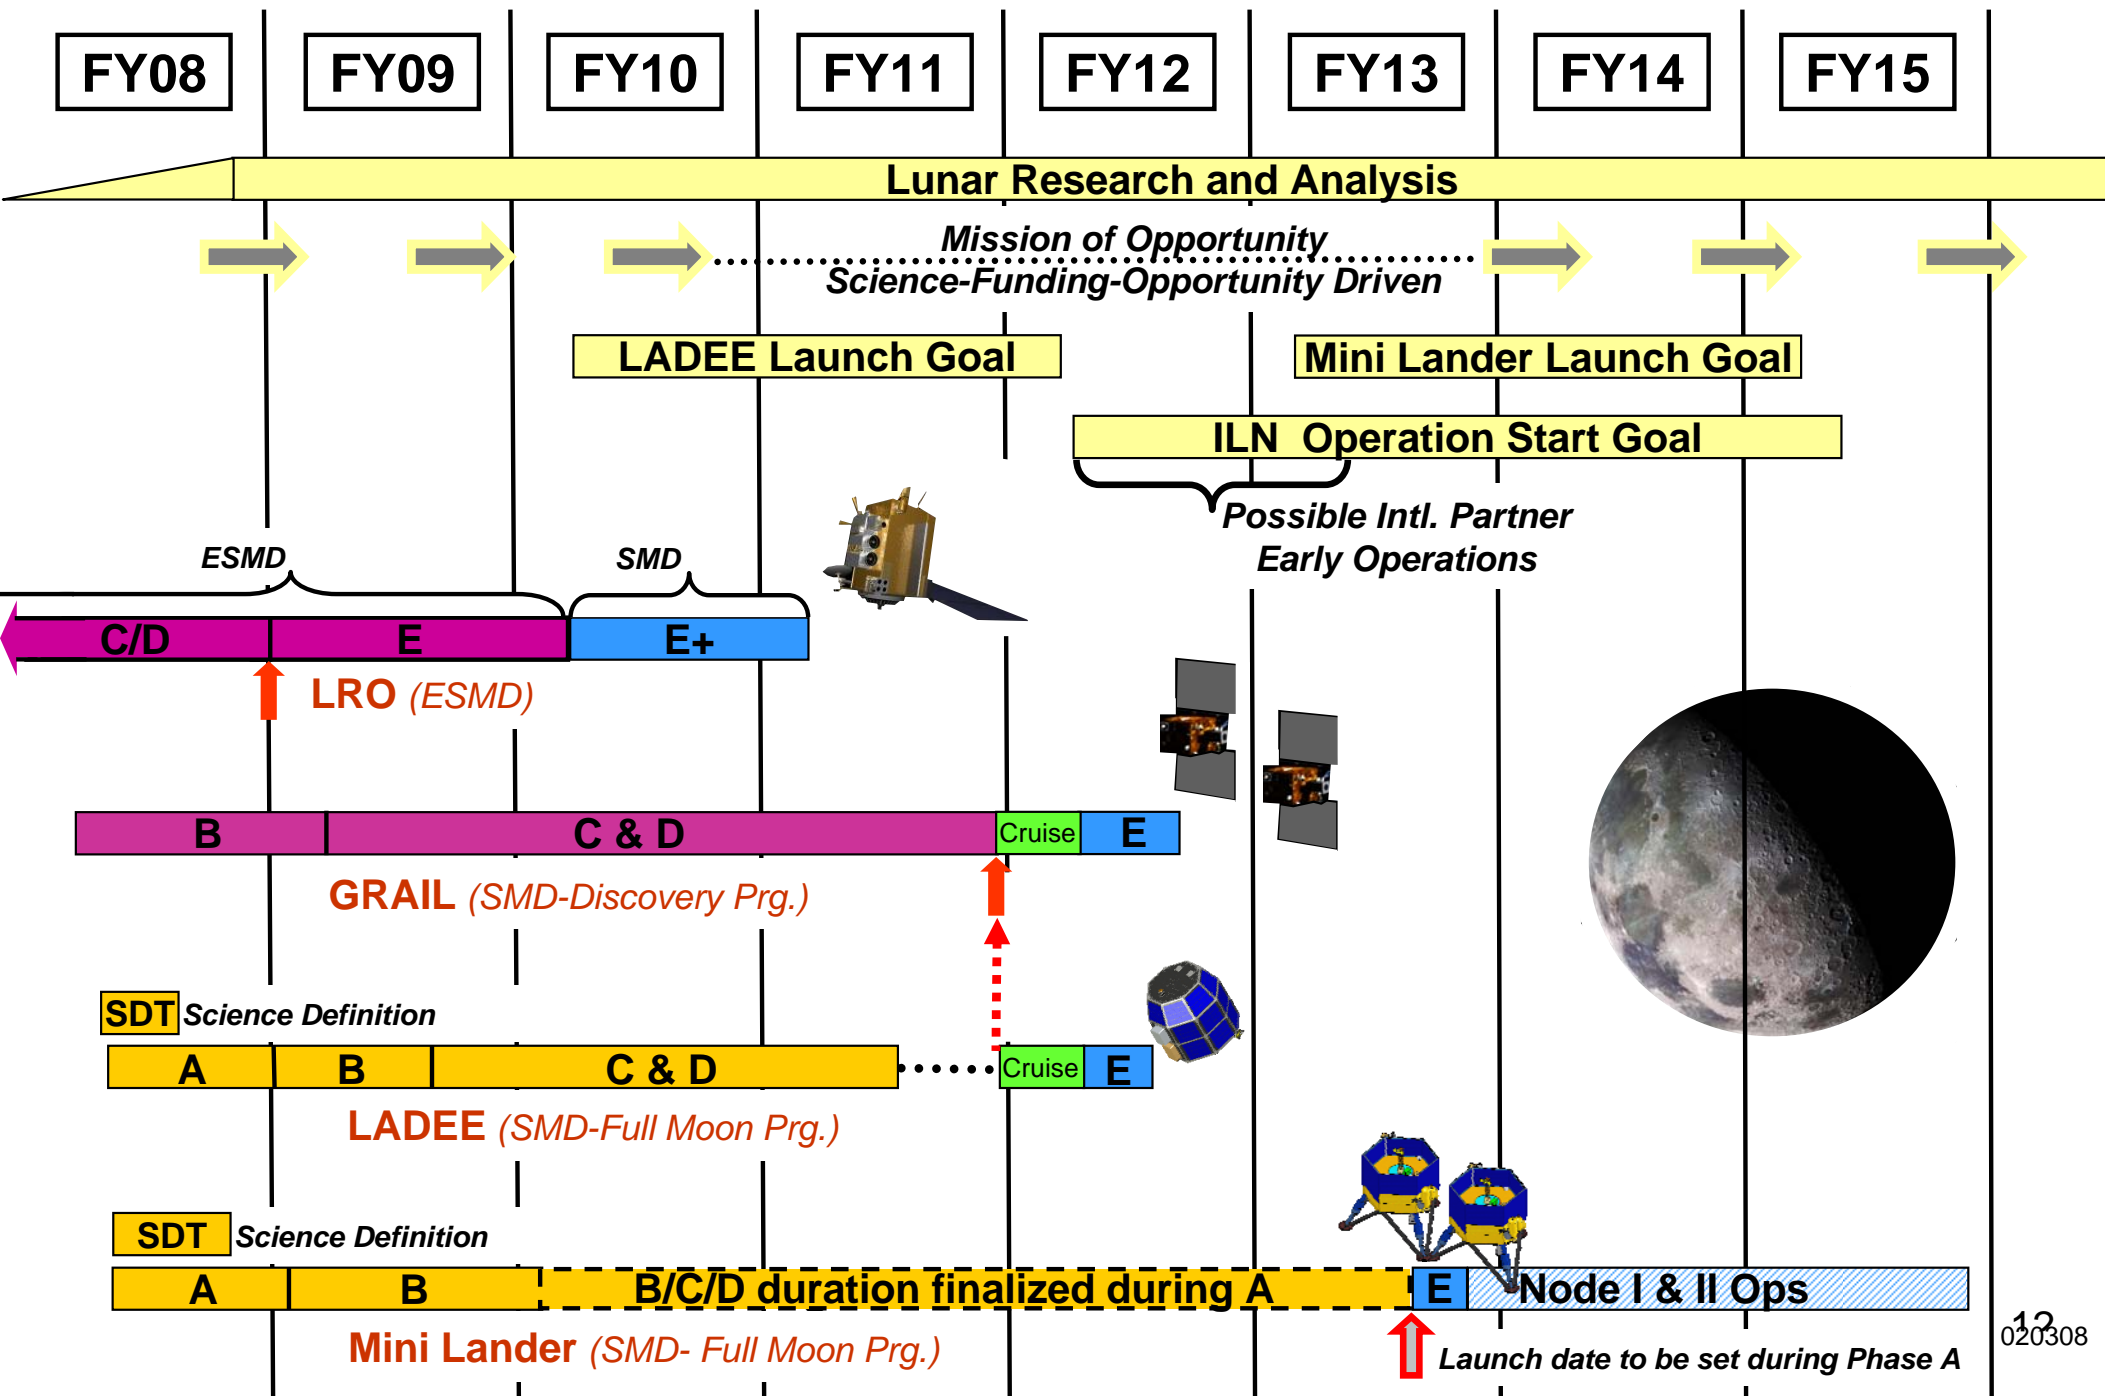 FY08 FY09 FY10 FY11 FY12 FY13 FY14 FY15
Lunar Research and Analysis
Mission of Opportunity
Science-Funding-Opportunity Driven
LADEE Launch Goal
Mini Lander Launch Goal
ILN Operation Start Goal
Possible Intl. Partner
Early Operations
ESMD
SMD
C/D E E+
LRO (ESMD)
B C & D Cruise E
GRAIL (SMD-Discovery Prg.)
SDT Science Definition
A B C & D Cruise E
LADEE (SMD-Full Moon Prg.)
SDT Science Definition
A B B/C/D duration finalized during A E Node I & II Ops
Mini Lander (SMD- Full Moon Prg.)
Launch date to be set during Phase A
12
020308